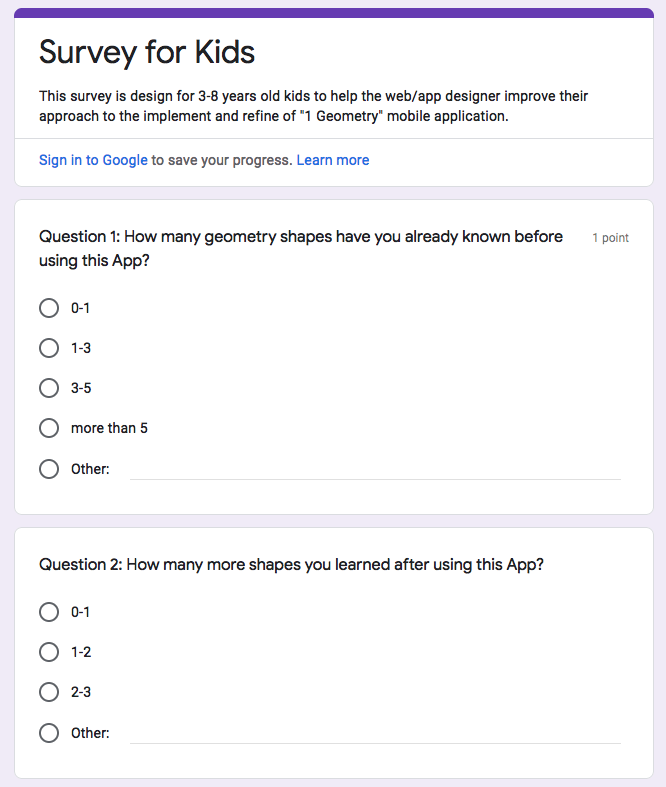 Survey for Kids
This survey is design for 3-8 years old kids to help the web/app designer improve their
approach to the implement and refine of "1 Geometry" mobile application.
Sign in to Google to save your progress. Learn more
Question 1: How many geometry shapes have you already known before
using this App?
1 point
0-1
1-3
3-5
more than 5
Other:
Question 2: How many more shapes you learned after using this App?
0-1
1-2
2-3
Other: